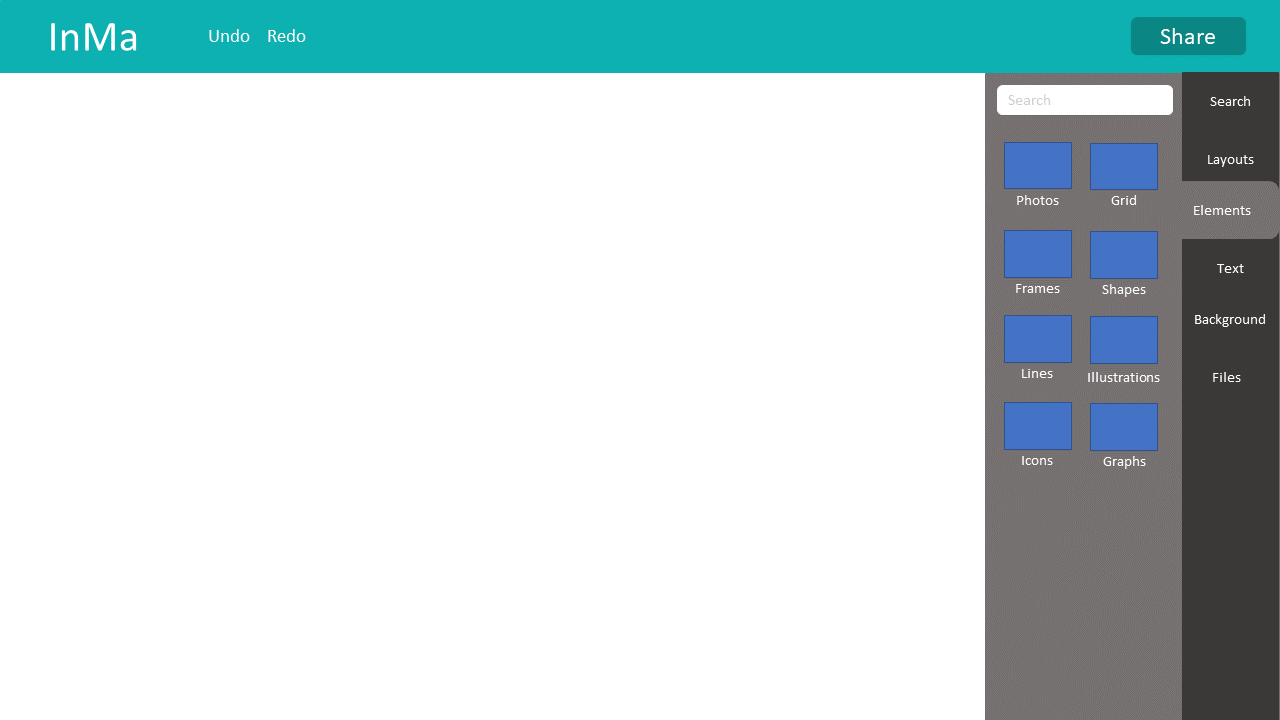 InMa
Undo Redo
Share
Search
Photos Grid
Frames Shapes
Lines Illustrations
Icons Graphs
Search
Layouts
Elements
Text
Background
Files